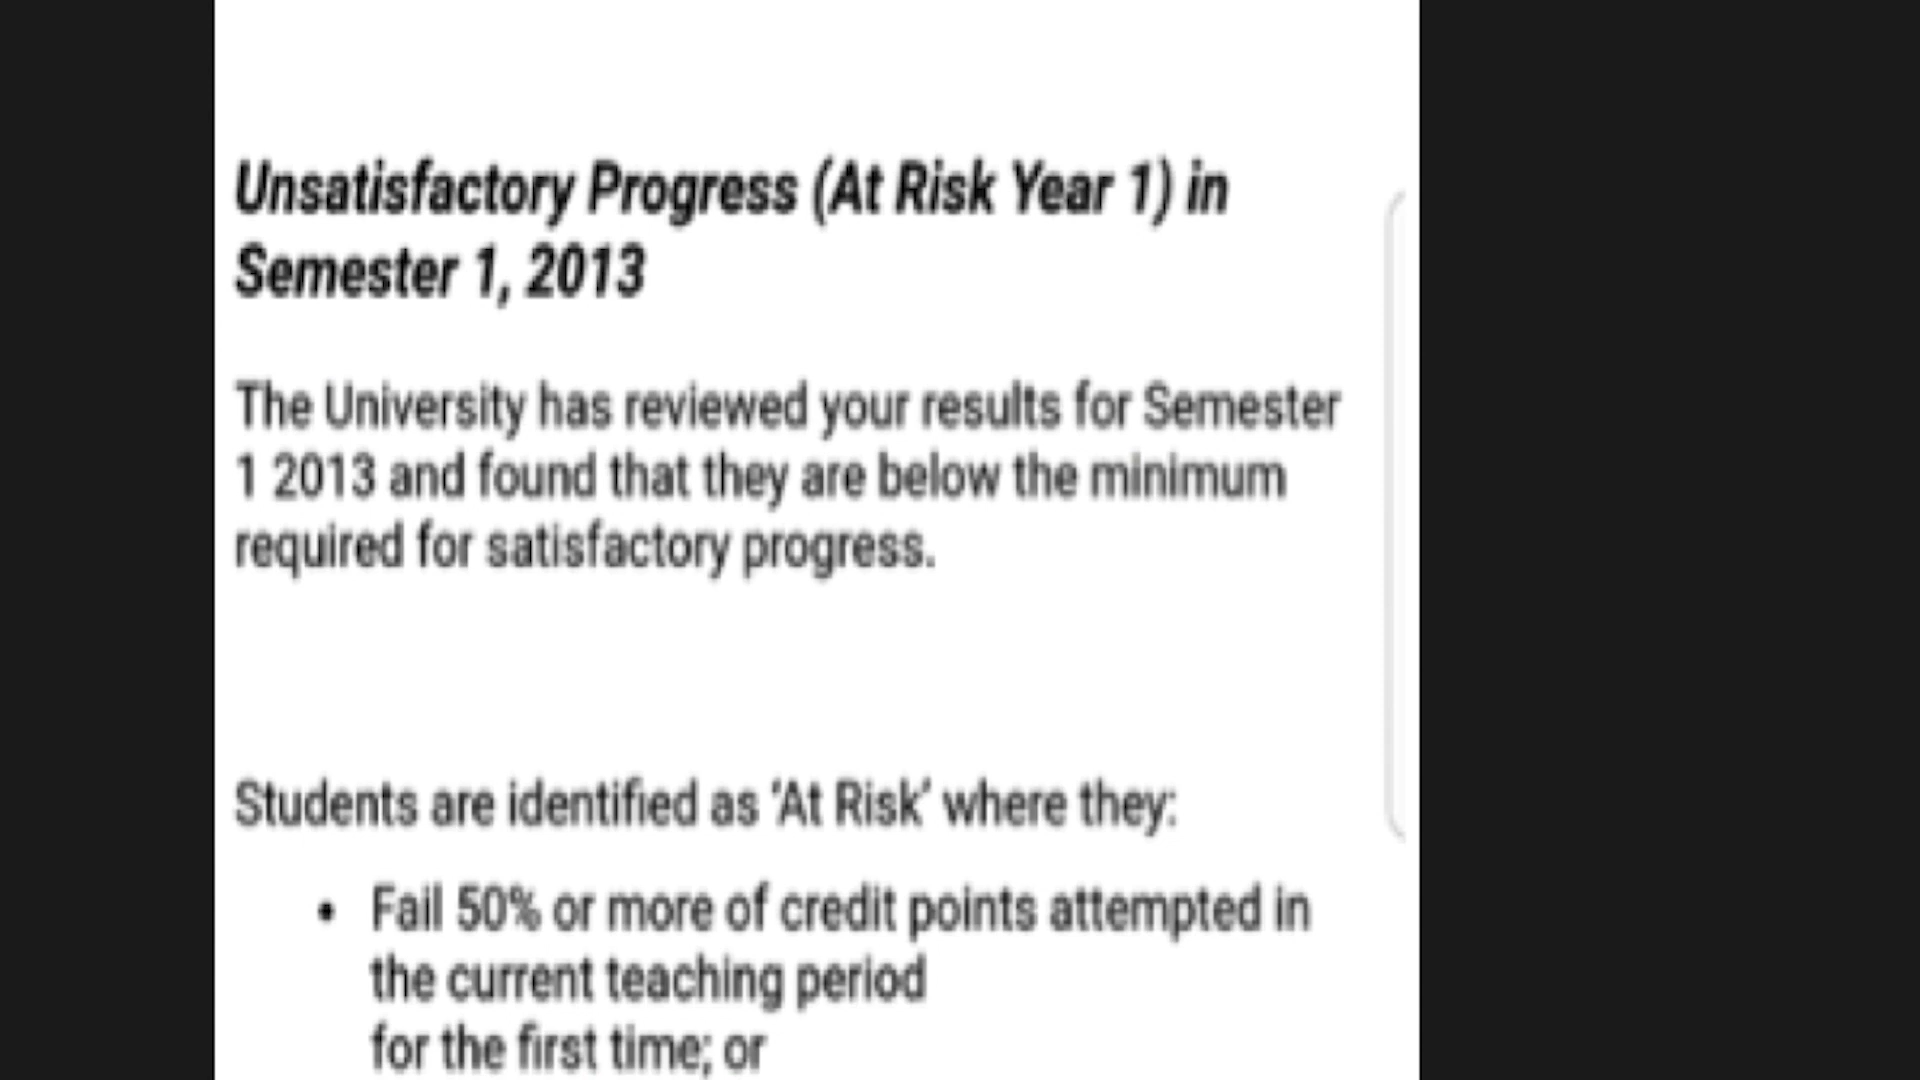 Unsatisfactory Progress (At Risk Year 1) in
Semester 1, 2013
The University has reviewed your results for Semester
1 2013 and found that they are below the minimum
required for satisfactory progress.
Students are identified as ‘At Risk’ where they:
• Fail 50% or more of credit points attempted in
the current teaching period
for the first time; or